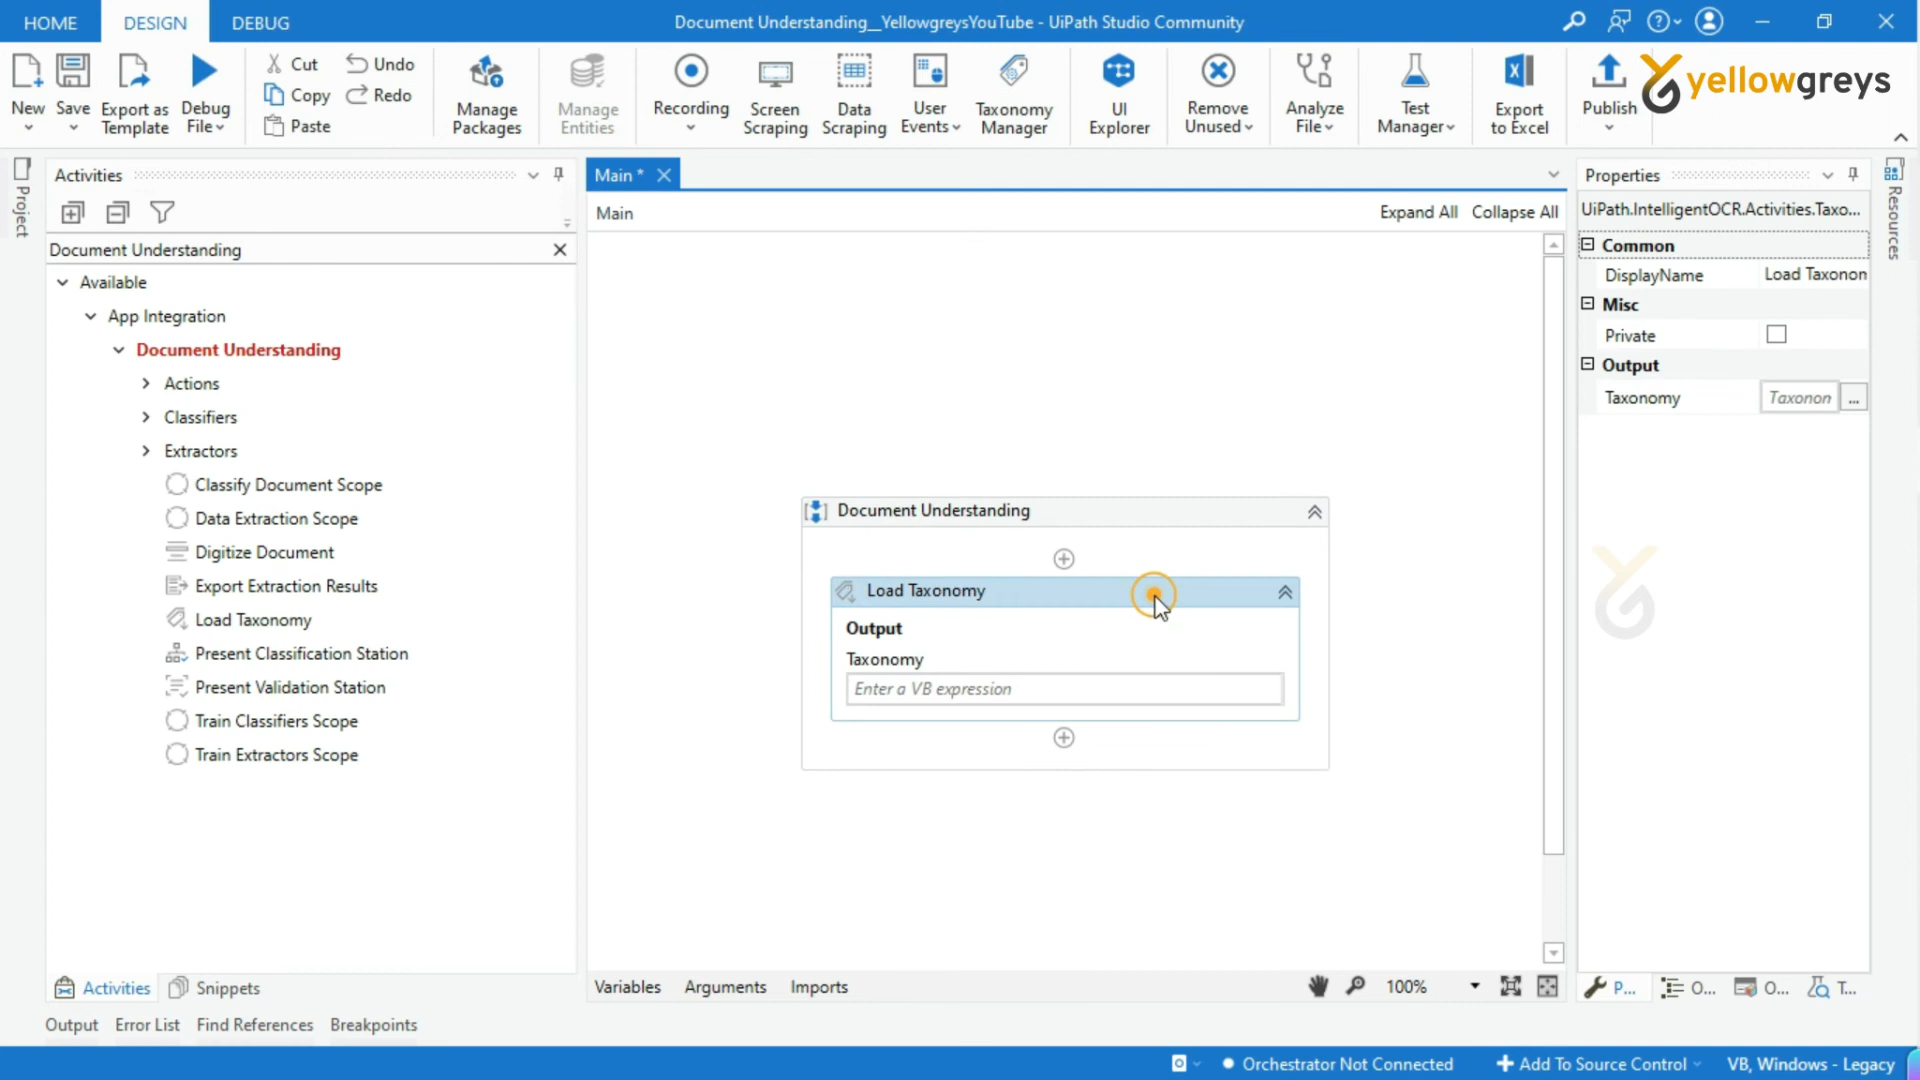 HOME
DESIGN
DEBUG
Document Understanding__YellowgreysYouTube - UiPath Studio Community
New
Save
Export as
Template
Debug
File
Cut
Copy
Paste
Undo
Redo
Manage
Packages
Manage
Entities
Recording
Screen
Scraping
Data
Scraping
User
Events
Taxonomy
Manager
UI
Explorer
Remove
Unused
Analyze
File
Test
Manager
Export
to Excel
Publish
yellowgreys
Project
Activities
Document Understanding
Available
App Integration
Document Understanding
Actions
Classifiers
Extractors
Classify Document Scope
Data Extraction Scope
Digitize Document
Export Extraction Results
Load Taxonomy
Present Classification Station
Present Validation Station
Train Classifiers Scope
Train Extractors Scope
Activities
Snippets
Main *
Main
Expand All
Collapse All
Document Understanding
Load Taxonomy
Output
Taxonomy
Enter a VB expression
Variables
Arguments
Imports
100%
Properties
UiPath.IntelligentOCR.Activities.Taxo...
Common
DisplayName
Load Taxonon
Misc
Private
Output
Taxonomy
Taxonon
...
P...
O...
O...
T...
Resources
Output
Error List
Find References
Breakpoints
Orchestrator Not Connected
Add To Source Control
VB, Windows - Legacy